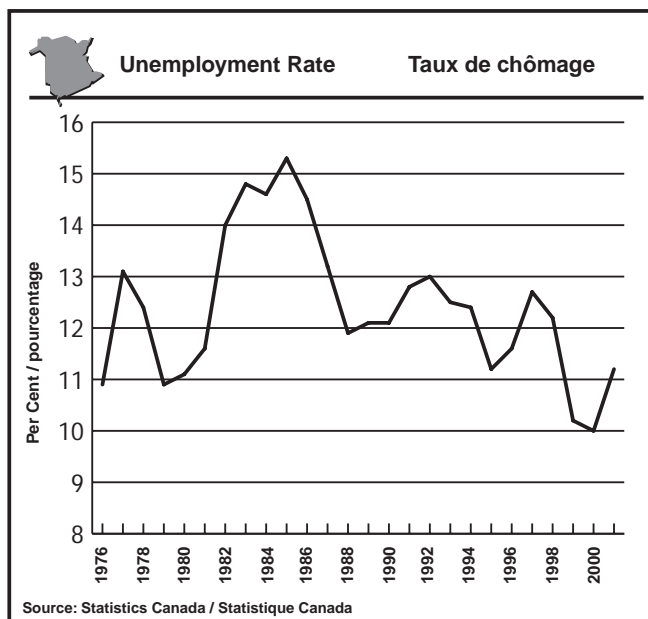 Unemployment Rate Taux de chômage
Per Cent / pourcentage
16
15
14
13
12
11
10
9
8
1976 1978 1980 1982 1984 1986 1988 1990 1992 1994 1996 1998 2000
Source: Statistics Canada / Statistique Canada